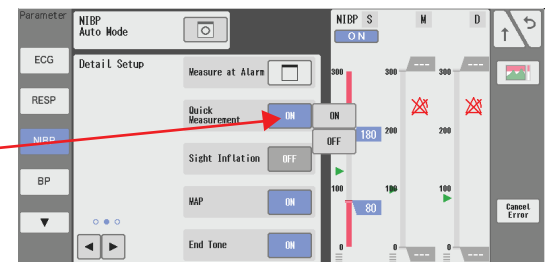 Parameter
NIBP
Auto Mode
ECG
RESP
NIBP
BP
▼
Detail Setup
Measure at Alarm
Quick
Measurement
ON
ON
OFF
Sight Inflation
OFF
MAP
ON
End Tone
ON
NIBP S M D
ON
--- ---
300 300 300
180 200 200
100 100 100
80
0 0 0
--- ---
Cancel
Error